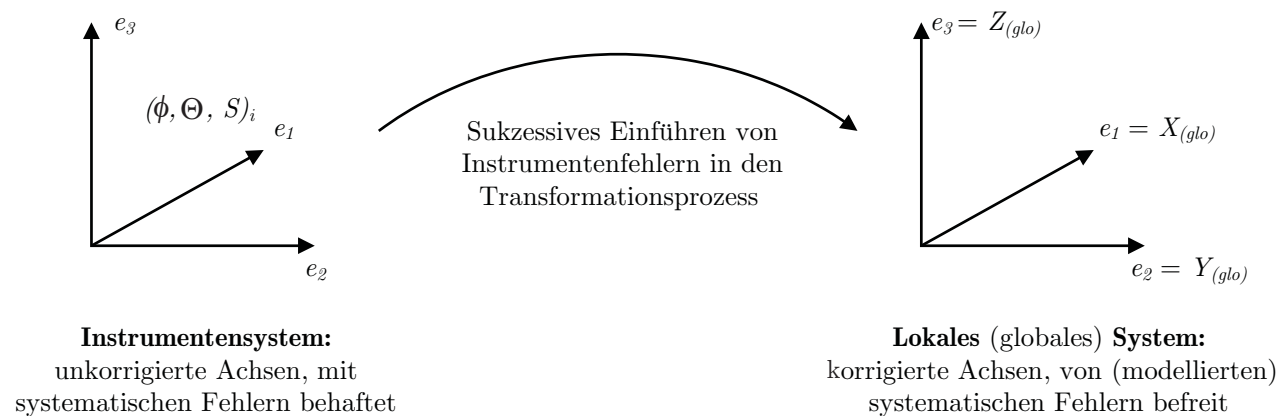 e3
(ϕ, Θ, S)i
e1
e2
Instrumentensystem:
unkorrigierte Achsen, mit
systematischen Fehlern behaftet
Sukzessives Einführen von
Instrumentenfehlern in den
Transformationsprozess
e3 = Z(glo)
e1 = X(glo)
e2 = Y(glo)
Lokales (globales) System:
korrigierte Achsen, von (modellierten)
systematischen Fehlern befreit